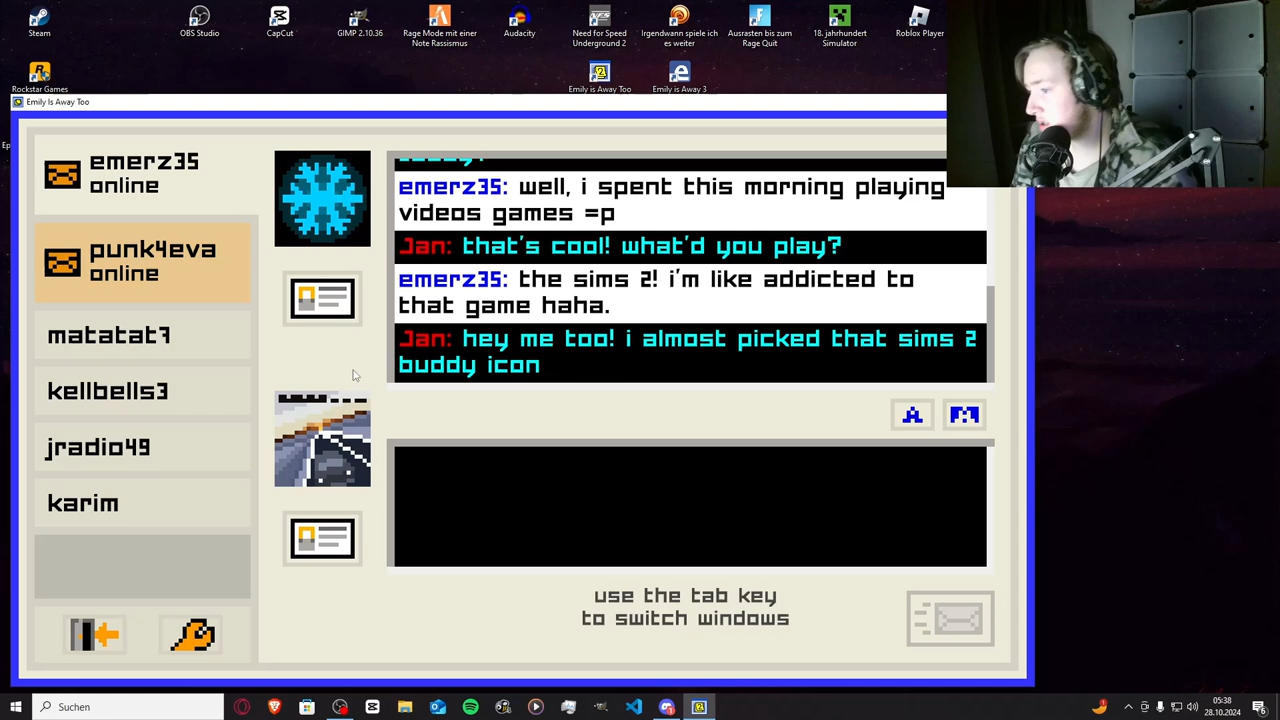 Steam
OBS Studio
CapCut
GIMP 2.10.36
Rage Mode mit einer
Note Rassismus
Audacity
Need for Speed
Underground 2
Irgendwann spiele ich
es weiter
Ausrasten bis zum
Rage Quit
18. jahrhundert
Simulator
Roblox Player
Rockstar Games
Emily is Away Too
Emily is Away 3
Emily Is Away Too
Ep
emerz35
online
punk4eva
online
matatat7
kellbells3
jradio49
karim
emerz35: well, i spent this morning playing
videos games =p
Jan: that's cool! what'd you play?
emerz35: the sims 2! i'm like addicted to
that game haha.
Jan: hey me too! i almost picked that sims 2
buddy icon
A M
use the tab key
to switch windows
Suchen
05:38
28.10.2024